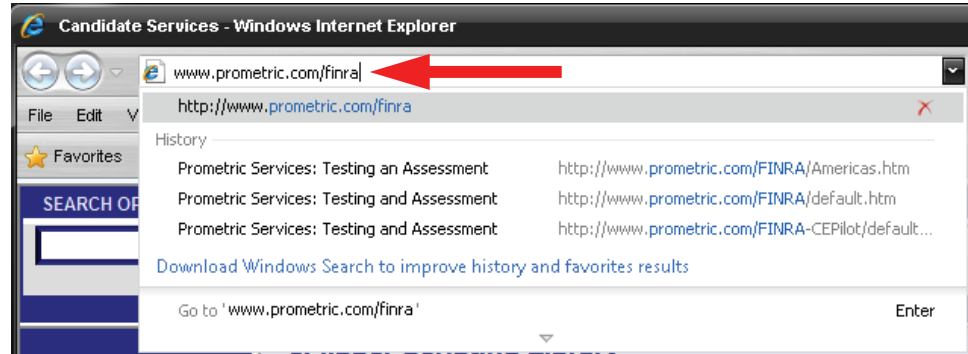 Candidate Services - Windows Internet Explorer
www.prometric.com/finra
File Edit V
http://www.prometric.com/finra
History
Favorites
Prometric Services: Testing an Assessment http://www.prometric.com/FINRA/Americas.htm
Prometric Services: Testing and Assessment http://www.prometric.com/FINRA/default.htm
SEARCH OP
Prometric Services: Testing and Assessment http://www.prometric.com/FINRA-CEPilot/default...
Download Windows Search to improve history and favorites results
Go to 'www.prometric.com/finra' Enter